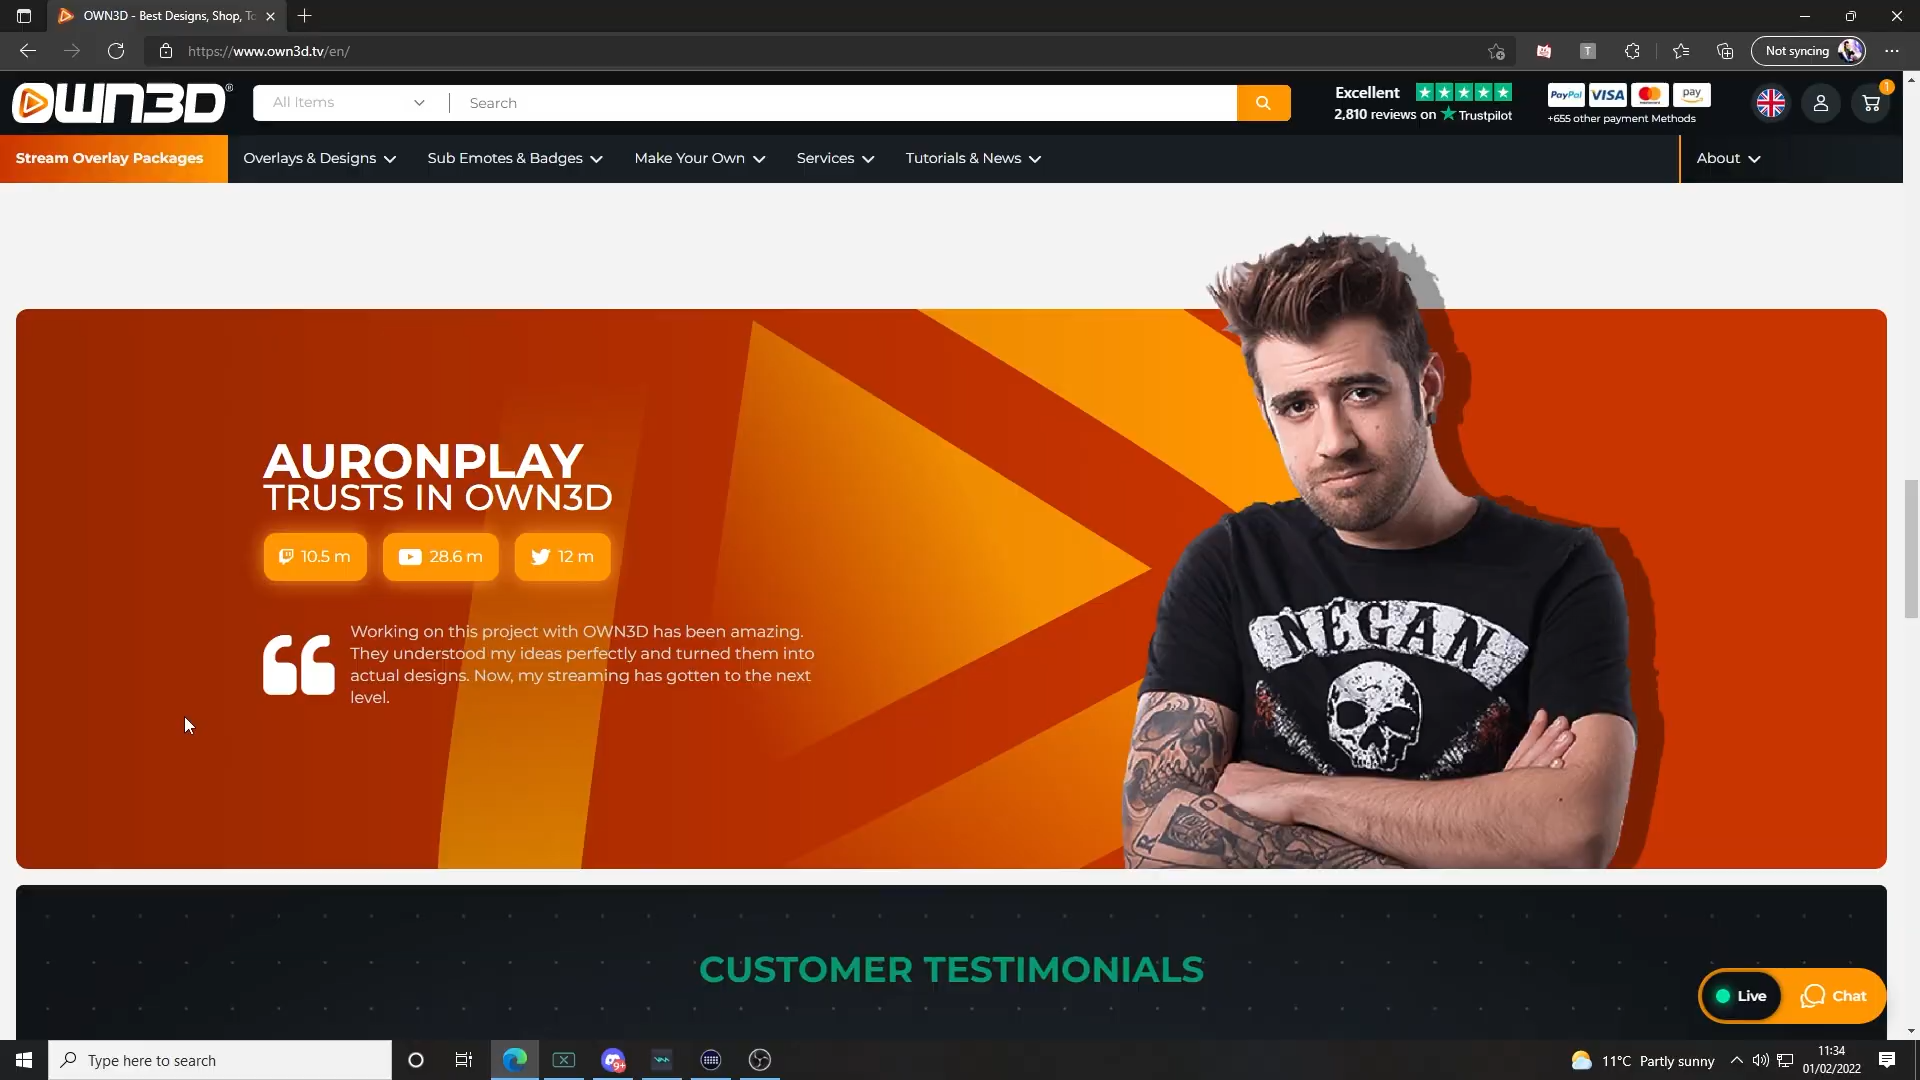 OWN3D - Best Designs, Shop, To
https://www.own3d.tv/en/
Not syncing
OWN3D®
All Items
Search
Excellent
2,810 reviews on Trustpilot
PayPal VISA mastercard pay
+655 other payment Methods
1
Stream Overlay Packages
Overlays & Designs
Sub Emotes & Badges
Make Your Own
Services
Tutorials & News
About
AURONPLAY
TRUSTS IN OWN3D
10.5 m
28.6 m
12 m
Working on this project with OWN3D has been amazing.
They understood my ideas perfectly and turned them into
actual designs. Now, my streaming has gotten to the next
level.
NEGAN
CUSTOMER TESTIMONIALS
Live
Chat
Type here to search
9+
11°C Partly sunny
11:34
01/02/2022